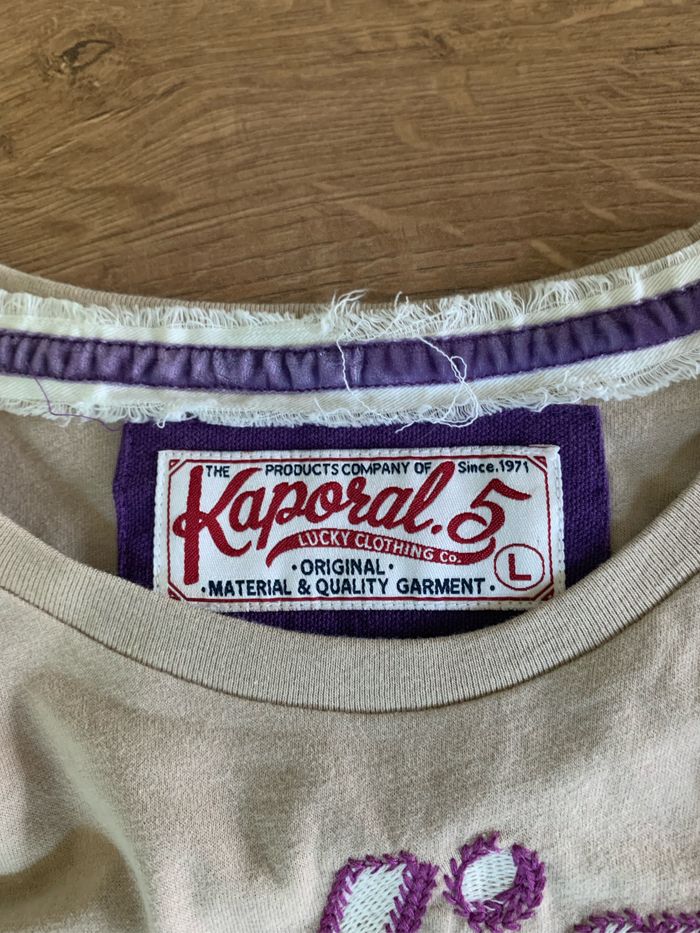 THE PRODUCTS COMPANY OF Since.1971
Kaporal.5
LUCKY CLOTHING Co.
• ORIGINAL •
• MATERIAL & QUALITY GARMENT •
L